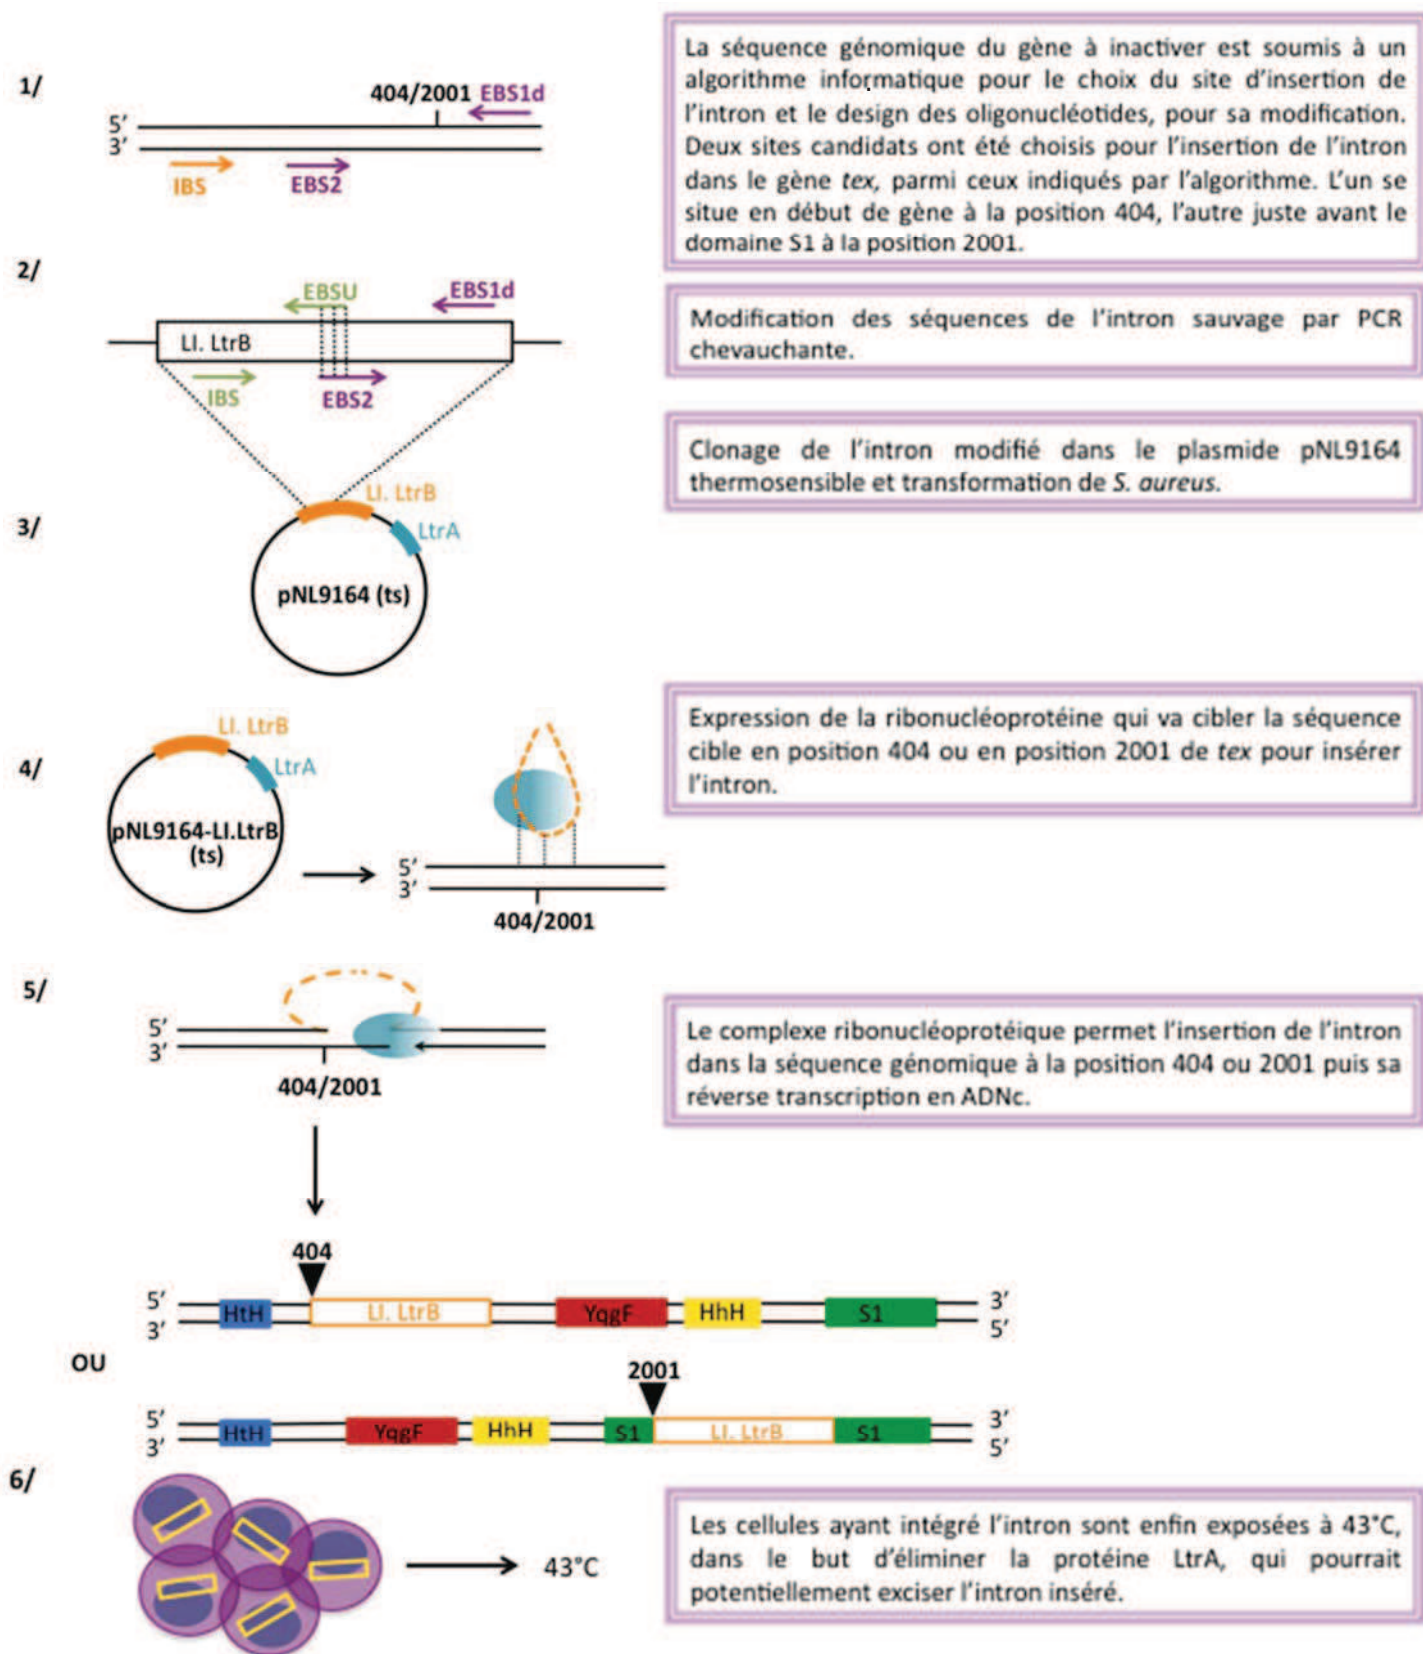 1/
404/2001 EBS1d
5'
3'
IBS
EBS2
La séquence génomique du gène à inactiver est soumis à un
algorithme informatique pour le choix du site d'insertion de
l'intron et le design des oligonucléotides, pour sa modification.
Deux sites candidats ont été choisis pour l'insertion de l'intron
dans le gène tex, parmi ceux indiqués par l'algorithme. L'un se
situe en début de gène à la position 404, l'autre juste avant le
domaine S1 à la position 2001.
2/
EBSU
EBS1d
LI. LtrB
IBS
EBS2
Modification des séquences de l'intron sauvage par PCR
chevauchante.
3/
LI. LtrB
LtrA
pNL9164 (ts)
Clonage de l'intron modifié dans le plasmide pNL9164
thermosensible et transformation de S. aureus.
4/
LI. LtrB
LtrA
pNL9164-LI.LtrB
(ts)
5'
3'
404/2001
Expression de la ribonucléoprotéine qui va cibler la séquence
cible en position 404 ou en position 2001 de tex pour insérer
l'intron.
5/
5'
3'
404/2001
Le complexe ribonucléoprotéique permet l'insertion de l'intron
dans la séquence génomique à la position 404 ou 2001 puis sa
réverse transcription en ADNc.
404
5' 3'
HtH LI. LtrB YqgF HhH S1
3' 5'
OU
2001
5' 3'
HtH YqgF HhH S1 LI. LtrB S1
3' 5'
6/
43°C
Les cellules ayant intégré l'intron sont enfin exposées à 43°C,
dans le but d'éliminer la protéine LtrA, qui pourrait
potentiellement exciser l'intron inséré.